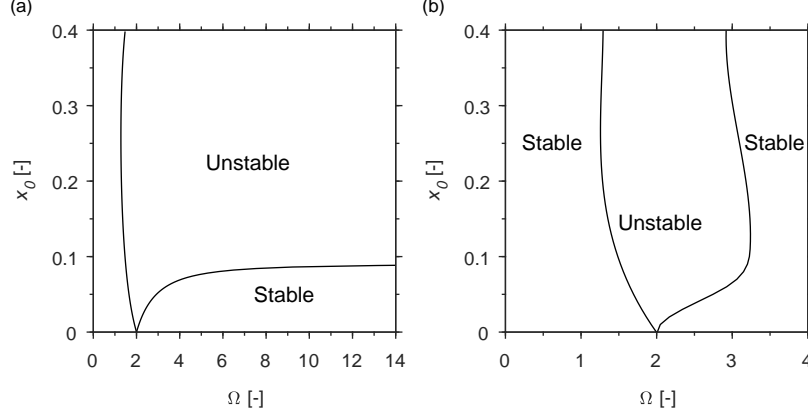 (a)
0.4
0.3
0.2
0.1
0
x0 [-]
Unstable
Stable
0 2 4 6 8 10 12 14
Ω [-]
(b)
0.4
0.3
0.2
0.1
0
x0 [-]
Stable
Unstable
Stable
0 1 2 3 4
Ω [-]